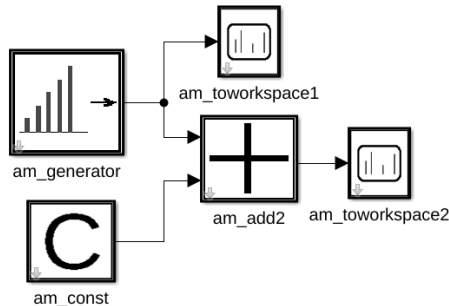 am_toworkspace1
am_generator
am_add2
am_toworkspace2
C
am_const